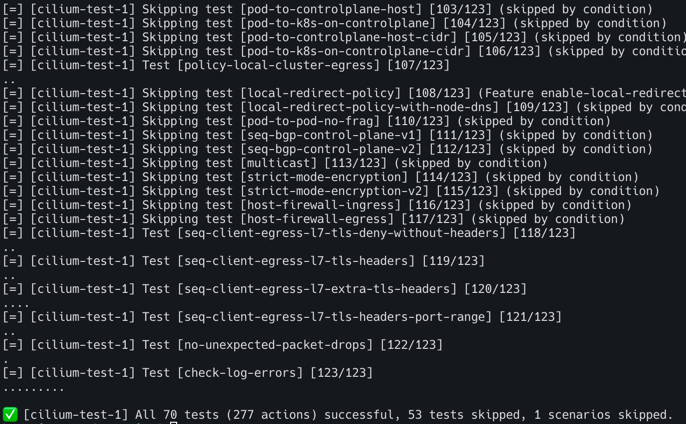 [=] [cilium-test-1] Skipping test [pod-to-controlplane-host] [103/123] (skipped by condition)
[=] [cilium-test-1] Skipping test [pod-to-k8s-on-controlplane] [104/123] (skipped by condition)
[=] [cilium-test-1] Skipping test [pod-to-controlplane-host-cidr] [105/123] (skipped by condition)
[=] [cilium-test-1] Skipping test [pod-to-k8s-on-controlplane-cidr] [106/123] (skipped by conditio
[=] [cilium-test-1] Test [policy-local-cluster-egress] [107/123]
..
[=] [cilium-test-1] Skipping test [local-redirect-policy] [108/123] (Feature enable-local-redirect
[=] [cilium-test-1] Skipping test [local-redirect-policy-with-node-dns] [109/123] (skipped by cond
[=] [cilium-test-1] Skipping test [pod-to-pod-no-frag] [110/123] (skipped by condition)
[=] [cilium-test-1] Skipping test [seq-bgp-control-plane-v1] [111/123] (skipped by condition)
[=] [cilium-test-1] Skipping test [seq-bgp-control-plane-v2] [112/123] (skipped by condition)
[=] [cilium-test-1] Skipping test [multicast] [113/123] (skipped by condition)
[=] [cilium-test-1] Skipping test [strict-mode-encryption] [114/123] (skipped by condition)
[=] [cilium-test-1] Skipping test [strict-mode-encryption-v2] [115/123] (skipped by condition)
[=] [cilium-test-1] Skipping test [host-firewall-ingress] [116/123] (skipped by condition)
[=] [cilium-test-1] Skipping test [host-firewall-egress] [117/123] (skipped by condition)
[=] [cilium-test-1] Test [seq-client-egress-l7-tls-deny-without-headers] [118/123]
..
[=] [cilium-test-1] Test [seq-client-egress-l7-tls-headers] [119/123]
..
[=] [cilium-test-1] Test [seq-client-egress-l7-extra-tls-headers] [120/123]
....
[=] [cilium-test-1] Test [seq-client-egress-l7-tls-headers-port-range] [121/123]
..
[=] [cilium-test-1] Test [no-unexpected-packet-drops] [122/123]
.
[=] [cilium-test-1] Test [check-log-errors] [123/123]
.........
✅ [cilium-test-1] All 70 tests (277 actions) successful, 53 tests skipped, 1 scenarios skipped.